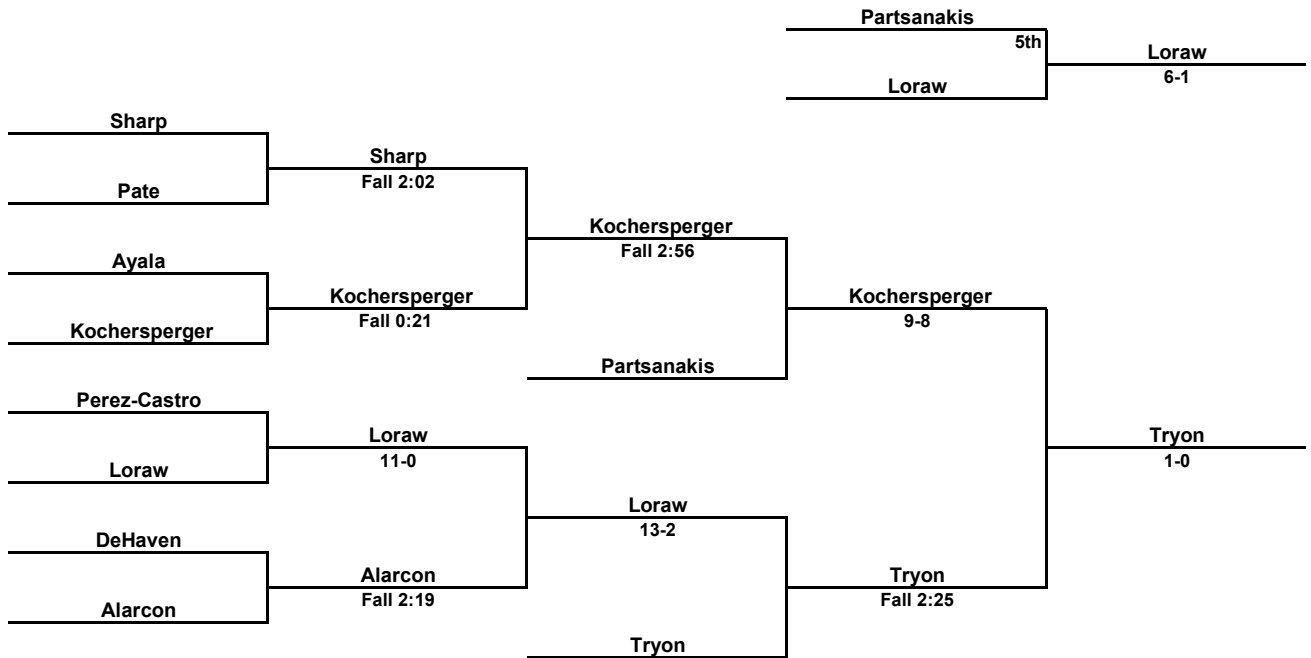 Partsanakis
5th
Loraw
6-1
Loraw
Sharp
Sharp
Fall 2:02
Pate
Kochersperger
Fall 2:56
Ayala
Kochersperger
Fall 0:21
Kochersperger
9-8
Kochersperger
Partsanakis
Perez-Castro
Loraw
11-0
Tryon
1-0
Loraw
Loraw
13-2
DeHaven
Alarcon
Fall 2:19
Tryon
Fall 2:25
Alarcon
Tryon